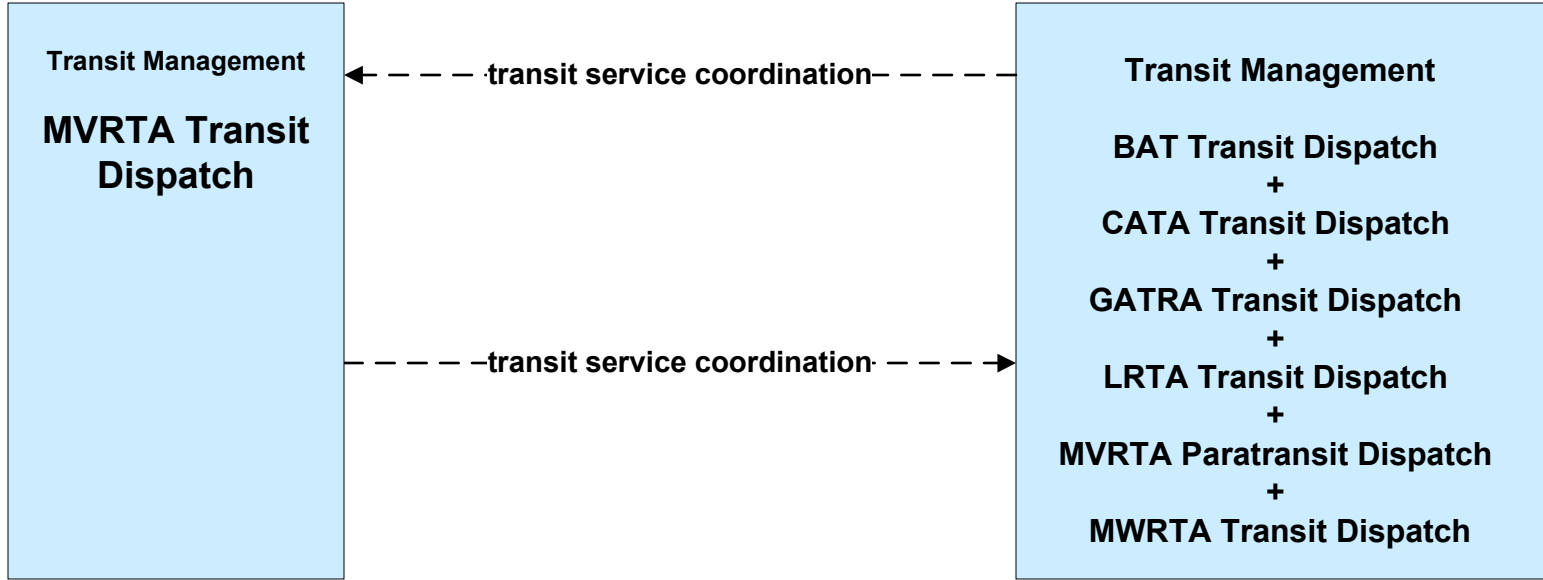 Transit Management
MVRTA Transit
Dispatch
transit service coordination
transit service coordination
Transit Management
BAT Transit Dispatch
+
CATA Transit Dispatch
+
GATRA Transit Dispatch
+
LRTA Transit Dispatch
+
MVRTA Paratransit Dispatch
+
MWRTA Transit Dispatch